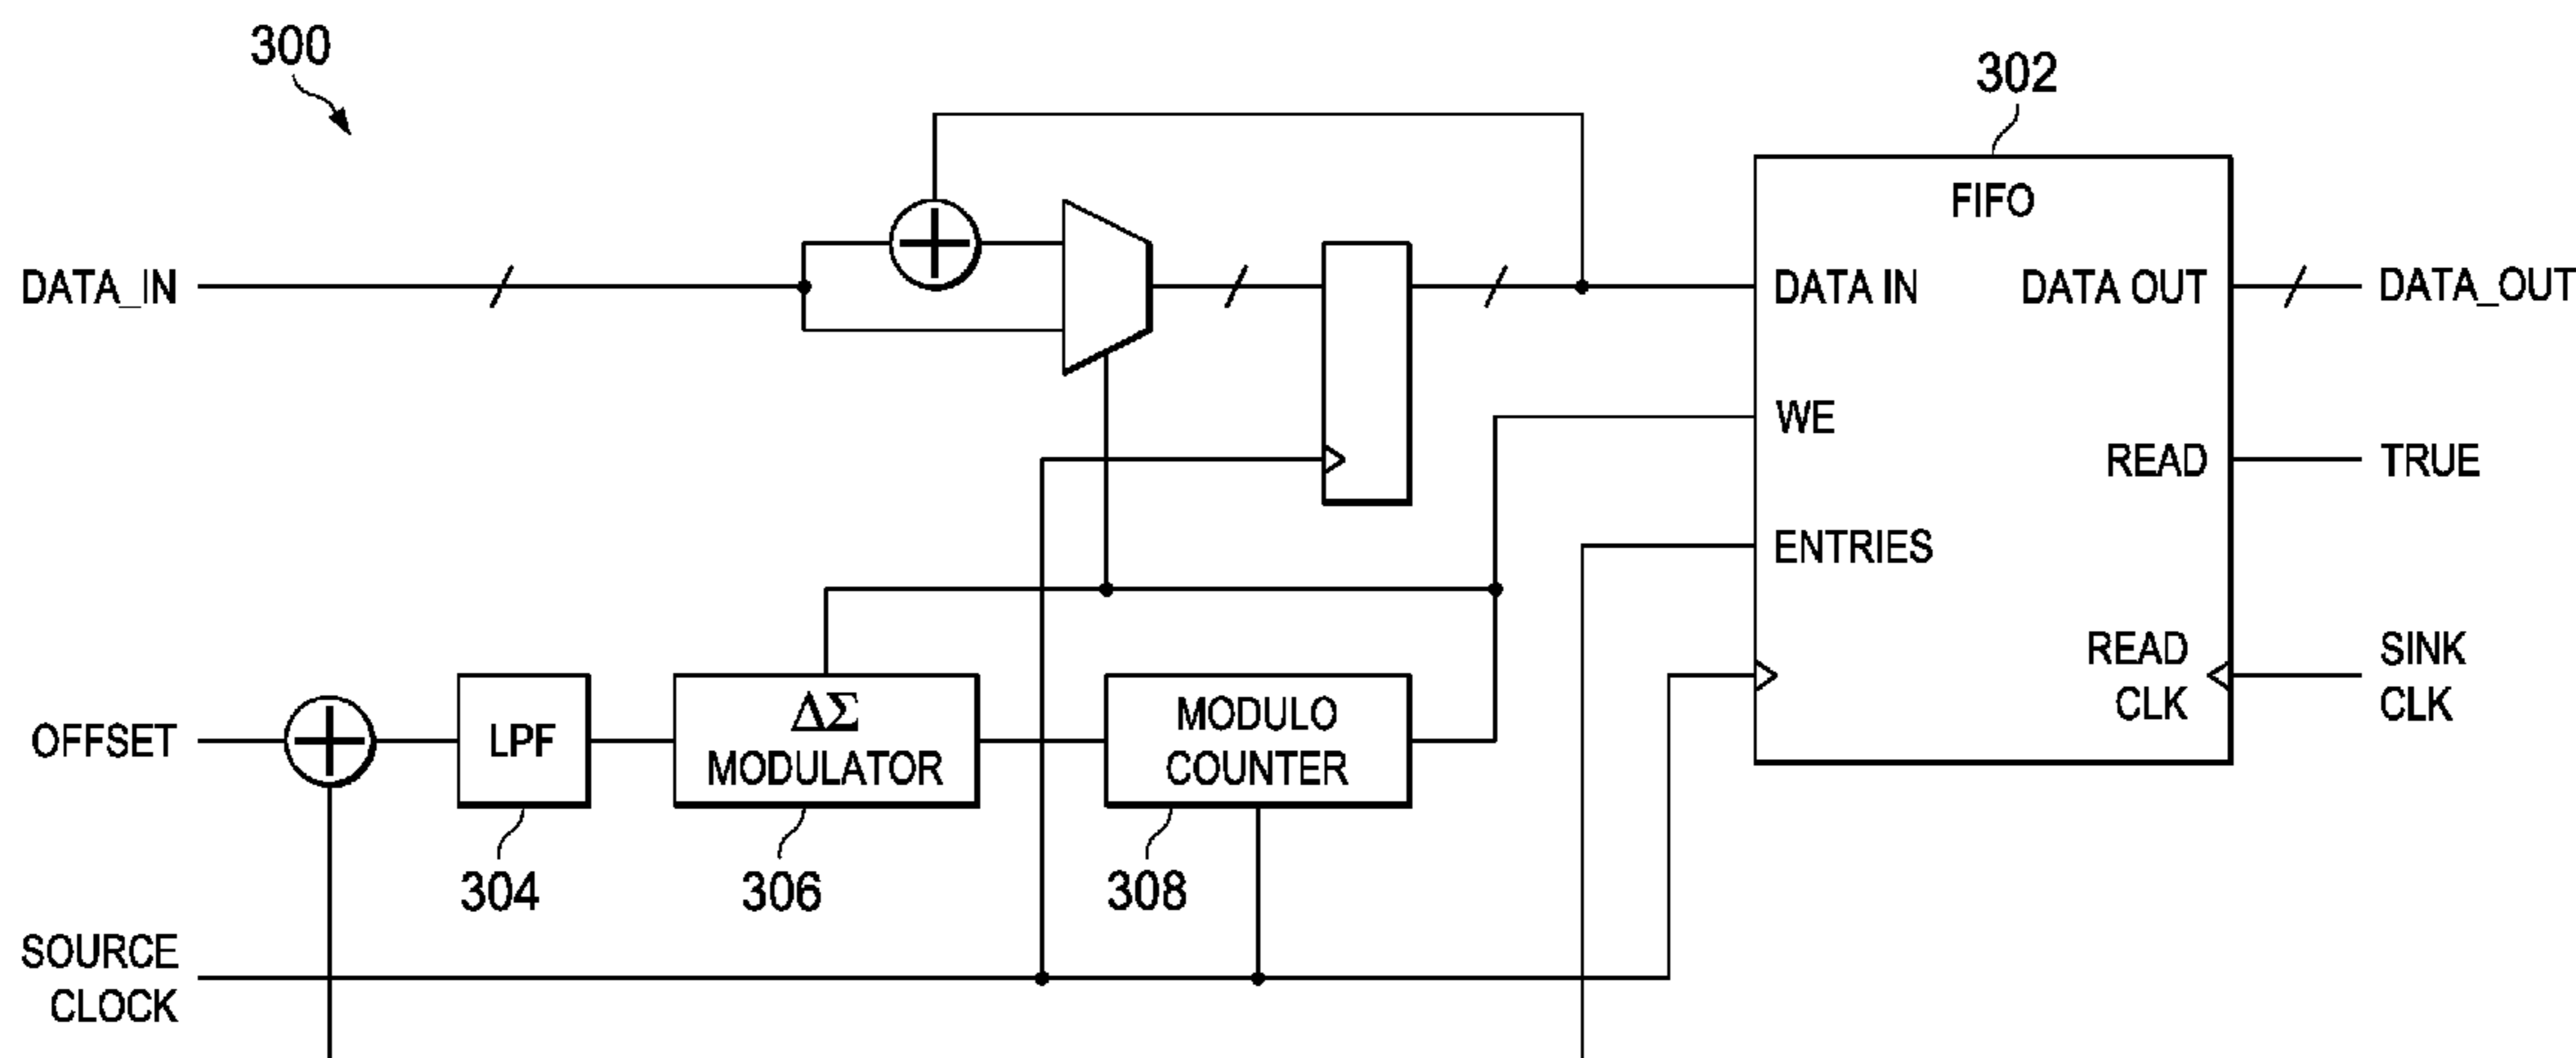 300
302
FIFO
DATA_IN
DATA IN
DATA OUT
DATA_OUT
WE
READ
TRUE
ENTRIES
READ
CLK
SINK
CLK
OFFSET
LPF
ΔΣ
MODULATOR
MODULO
COUNTER
304
306
308
SOURCE
CLOCK